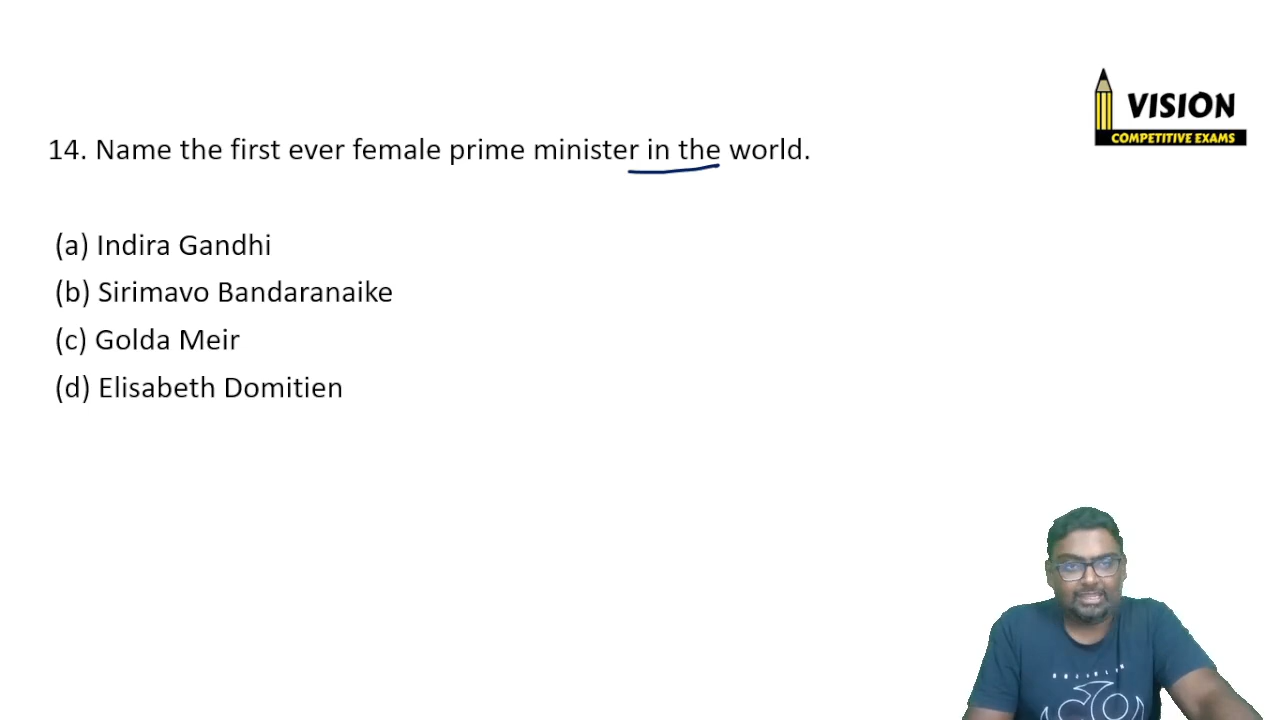 VISION
COMPETITIVE EXAMS
14. Name the first ever female prime minister in the world.
(a) Indira Gandhi
(b) Sirimavo Bandaranaike
(c) Golda Meir
(d) Elisabeth Domitien